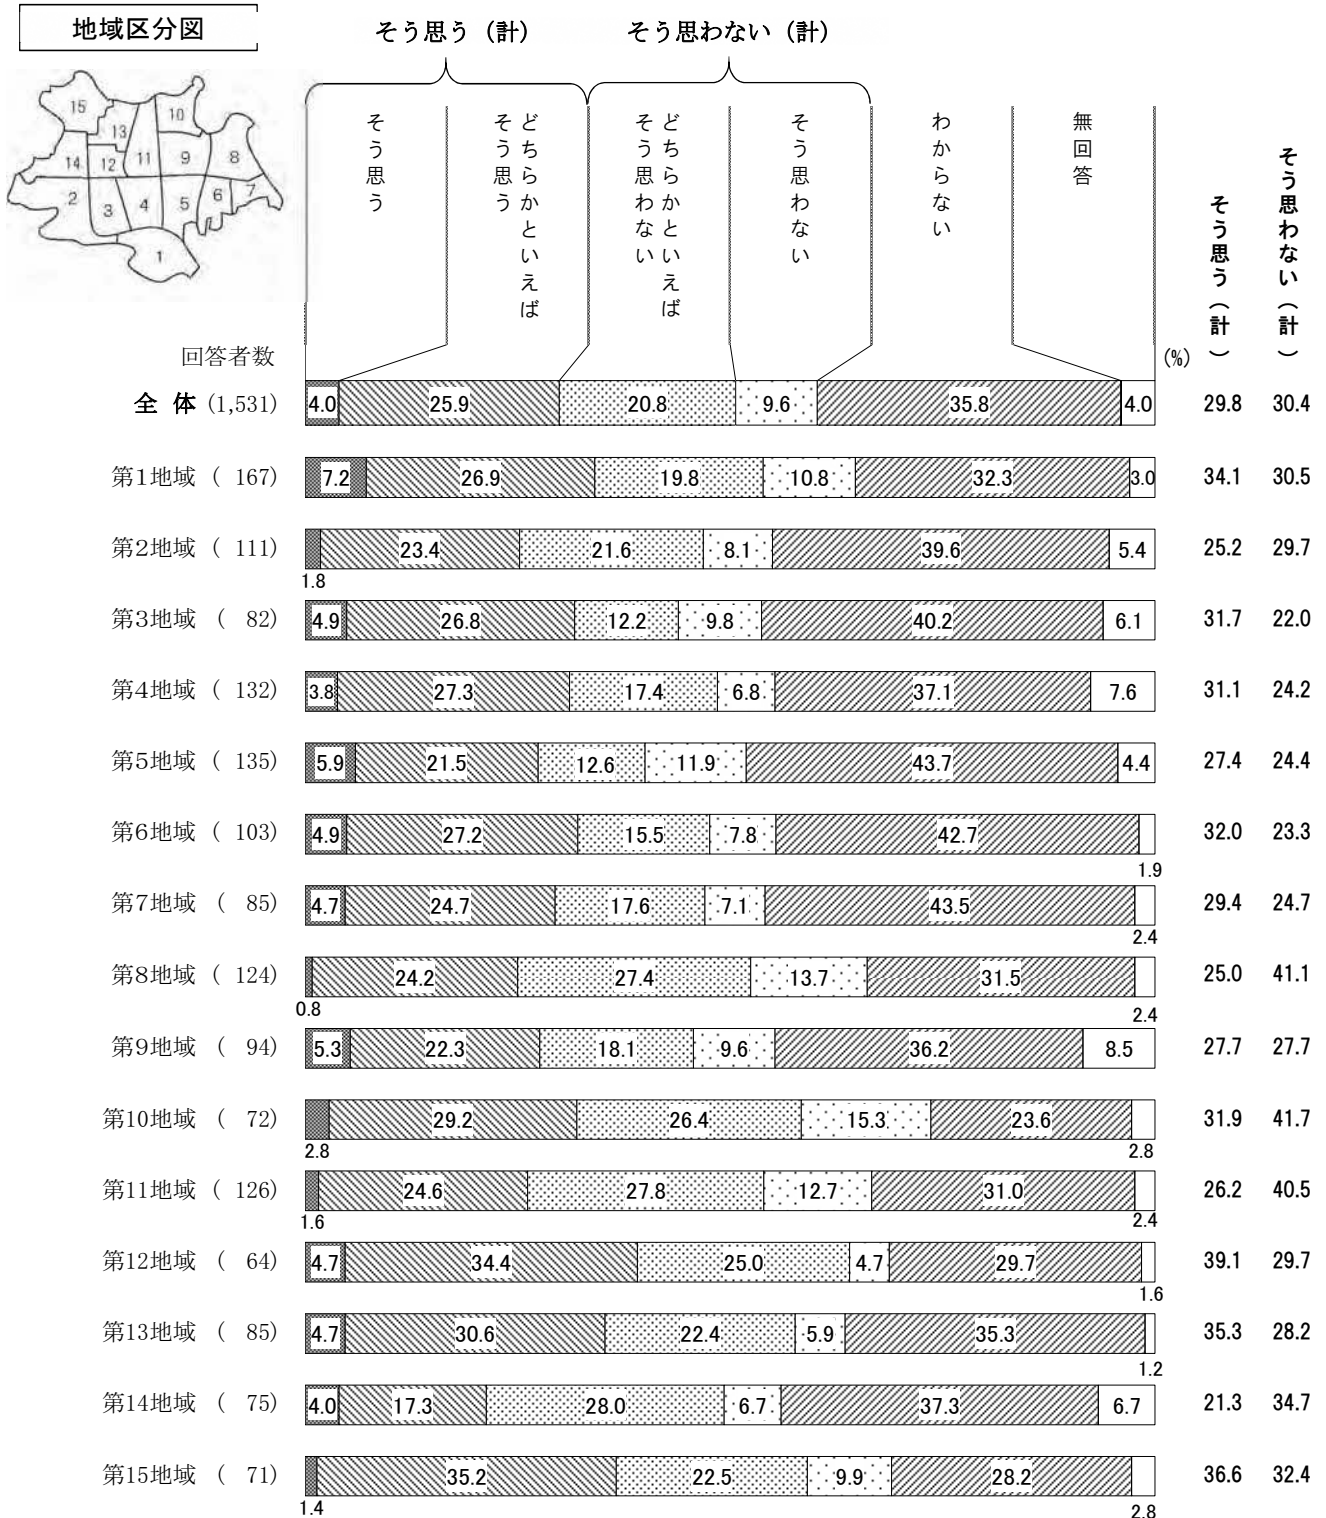 地域区分図
そう思う（計）
そう思わない（計）
15
10
13
14
12
11
9
8
2
3
4
5
6
7
1
そう思う
どちらかといえば
そう思う
どちらかといえば
そう思わない
そう思わない
わからない
無回答
そう思う（計）
そう思わない（計）
回答者数
(%)
全 体 (1,531) 4.0 25.9 20.8 9.6 35.8 4.0 29.8 30.4
第1地域 ( 167) 7.2 26.9 19.8 10.8 32.3 3.0 34.1 30.5
第2地域 ( 111) 23.4 21.6 8.1 39.6 5.4 25.2 29.7
1.8
第3地域 ( 82) 4.9 26.8 12.2 9.8 40.2 6.1 31.7 22.0
第4地域 ( 132) 3.8 27.3 17.4 6.8 37.1 7.6 31.1 24.2
第5地域 ( 135) 5.9 21.5 12.6 11.9 43.7 4.4 27.4 24.4
第6地域 ( 103) 4.9 27.2 15.5 7.8 42.7 32.0 23.3
1.9
第7地域 ( 85) 4.7 24.7 17.6 7.1 43.5 29.4 24.7
2.4
第8地域 ( 124) 24.2 27.4 13.7 31.5 25.0 41.1
0.8 2.4
第9地域 ( 94) 5.3 22.3 18.1 9.6 36.2 8.5 27.7 27.7
第10地域 ( 72) 29.2 26.4 15.3 23.6 31.9 41.7
2.8 2.8
第11地域 ( 126) 24.6 27.8 12.7 31.0 26.2 40.5
1.6 2.4
第12地域 ( 64) 4.7 34.4 25.0 4.7 29.7 39.1 29.7
1.6
第13地域 ( 85) 4.7 30.6 22.4 5.9 35.3 35.3 28.2
1.2
第14地域 ( 75) 4.0 17.3 28.0 6.7 37.3 6.7 21.3 34.7
第15地域 ( 71) 35.2 22.5 9.9 28.2 36.6 32.4
1.4 2.8